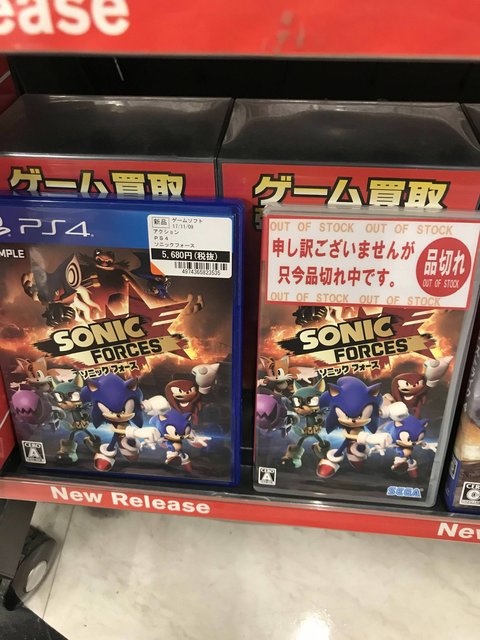 ease
ゲーム買取
ゲーム買取
PS4
MPLE
新品 ゲームソフト
17/11/09
アクション
PS4
ソニックフォース
5,680円(税抜)
4974365823535
SONIC
FORCES
ソニック フォース
CERO
A
OUT OF STOCK OUT OF STOCK
申し訳ございませんが
只今品切れ中です。
OUT OF STOCK OUT OF STOCK
品切れ
OUT OF STOCK
SONIC
FORCES
ソニック フォース
CERO
A
SEGA
CERO
New Release
New